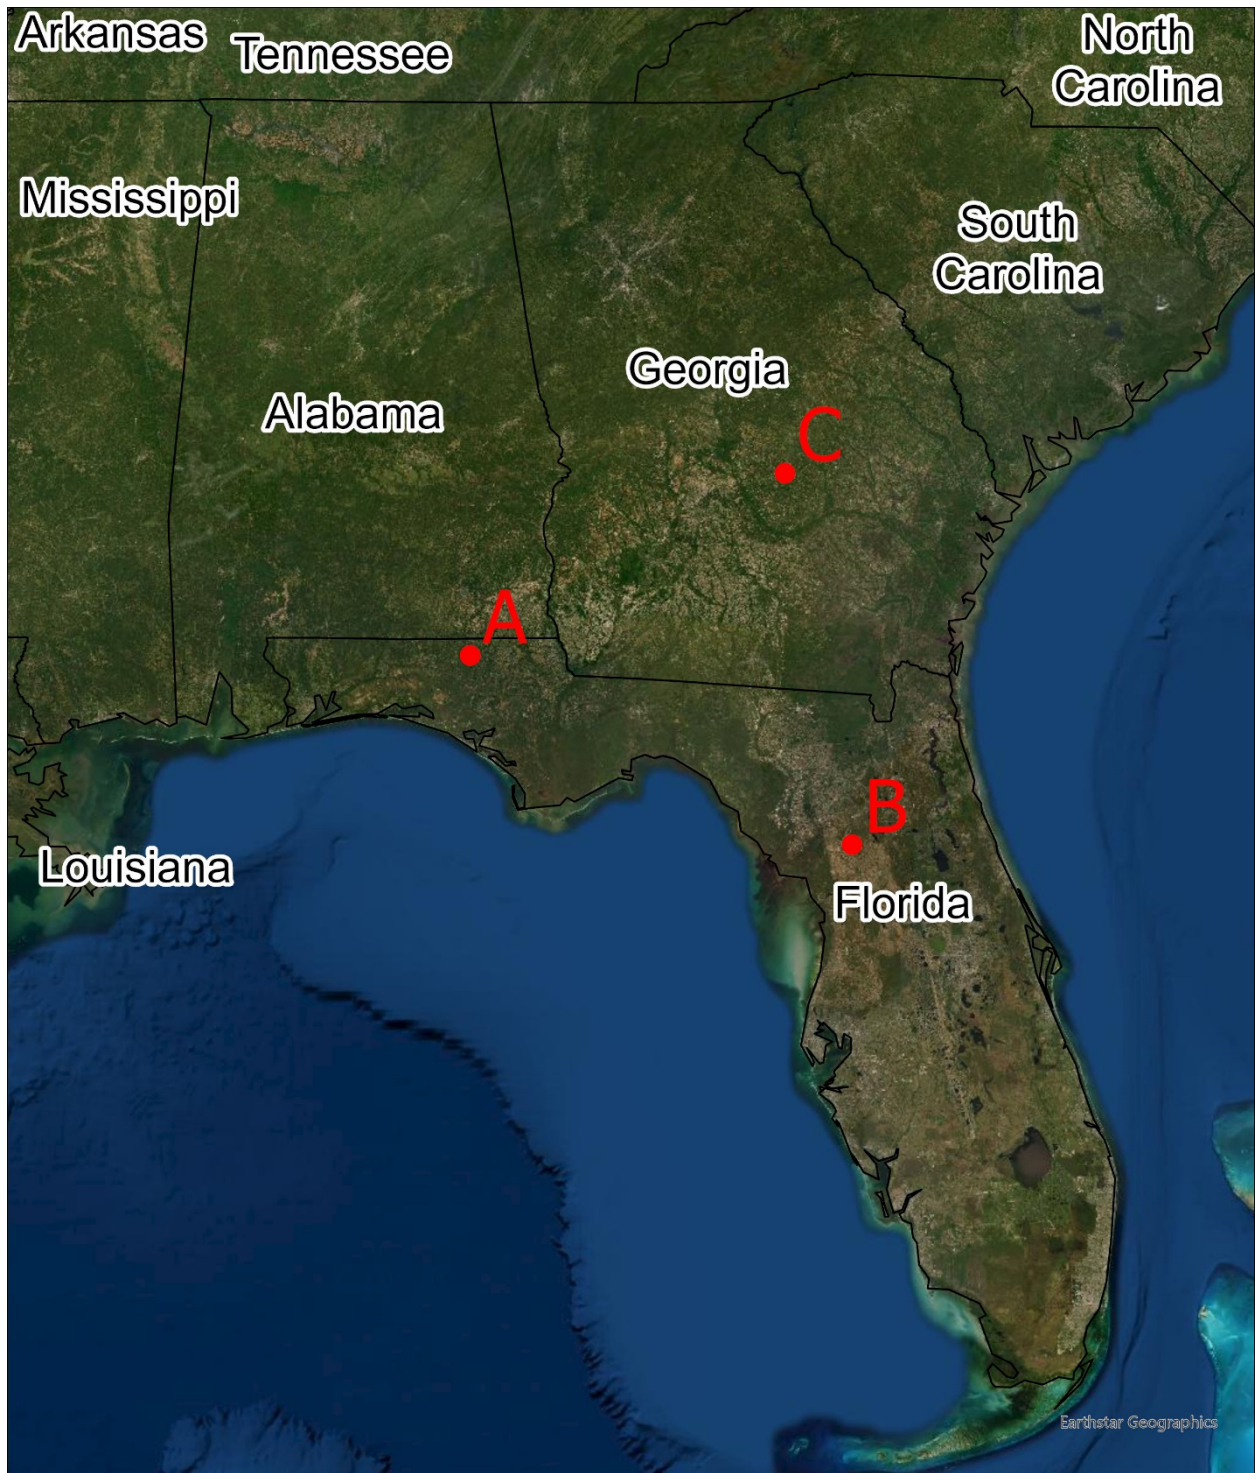 Arkansas
Tennessee
North
Carolina
Mississippi
South
Carolina
Georgia
Alabama
C
A
B
Louisiana
Florida
Earthstar Geographics